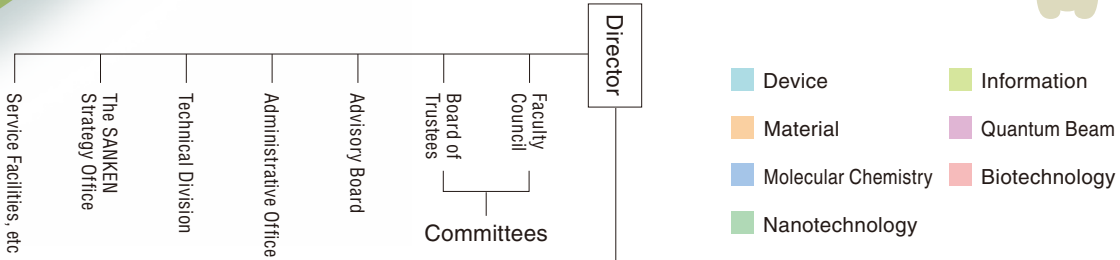 Director
Service Facilities, etc
The SANKEN
Strategy Office
Technical Division
Administrative Office
Advisory Board
Board of
Trustees
Faculty
Council
Committees
Device
Material
Molecular Chemistry
Nanotechnology
Information
Quantum Beam
Biotechnology